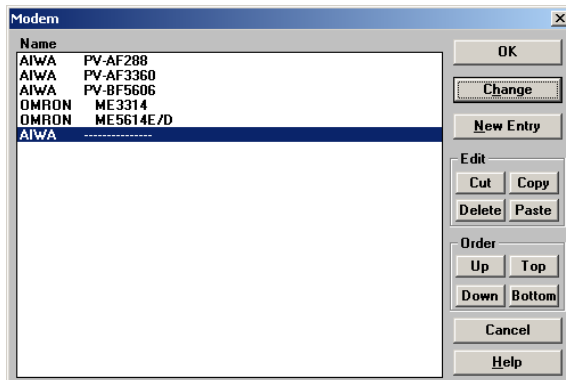 Modem
Name
AIWA PV-AF288
AIWA PV-AF3360
AIWA PV-BF5606
OMRON ME3314
OMRON ME5614E/D
AIWA ---------------
OK
Change
New Entry
Edit
Cut Copy
Delete Paste
Order
Up Top
Down Bottom
Cancel
Help